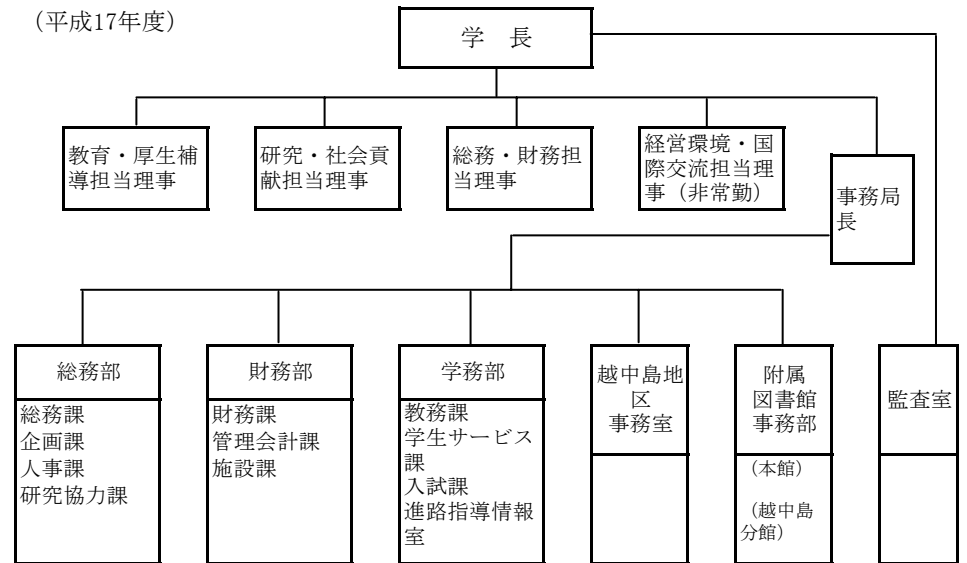 （平成17年度）
学　長
教育・厚生補
導担当理事
研究・社会貢
献担当理事
総務・財務担
当理事
経営環境・国
際交流担当理
事（非常勤）
事務局
長
総務部
総務課
企画課
人事課
研究協力課
財務部
財務課
管理会計課
施設課
学務部
教務課
学生サービス
課
入試課
進路指導情報
室
越中島地
区
事務室
附属
図書館
事務部
（本館）
（越中島
分館）
監査室